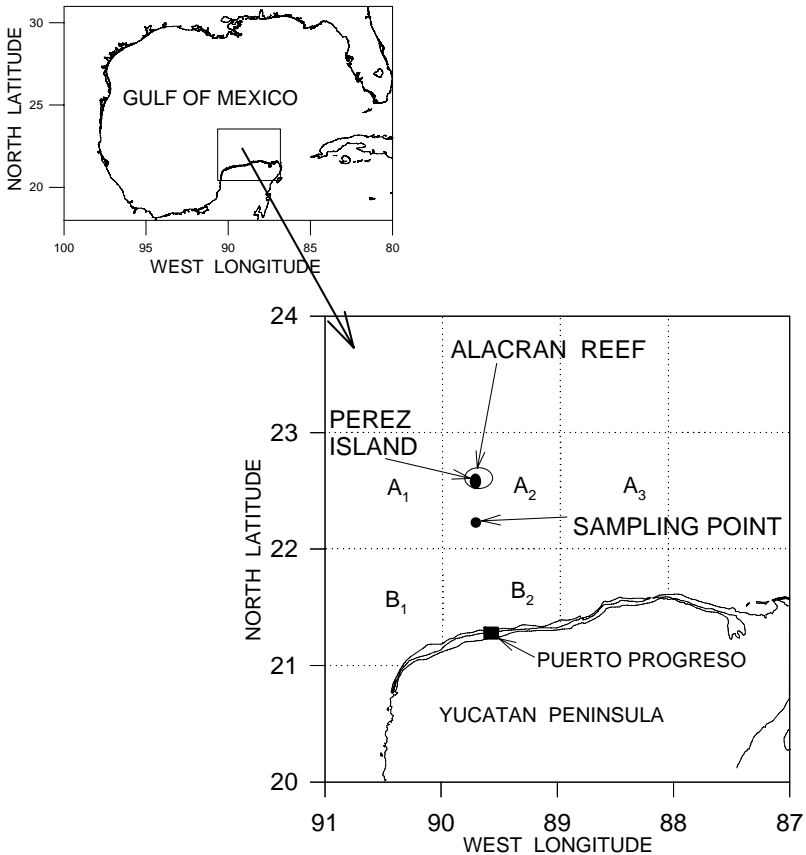 30
25
20
NORTH LATITUDE
GULF OF MEXICO
100 95 90 85 80
WEST LONGITUDE
24
23
22
21
20
NORTH LATITUDE
ALACRAN REEF
PEREZ
ISLAND
A1 A2 A3
SAMPLING POINT
B1 B2
PUERTO PROGRESO
YUCATAN PENINSULA
91 90 89 88 87
WEST LONGITUDE